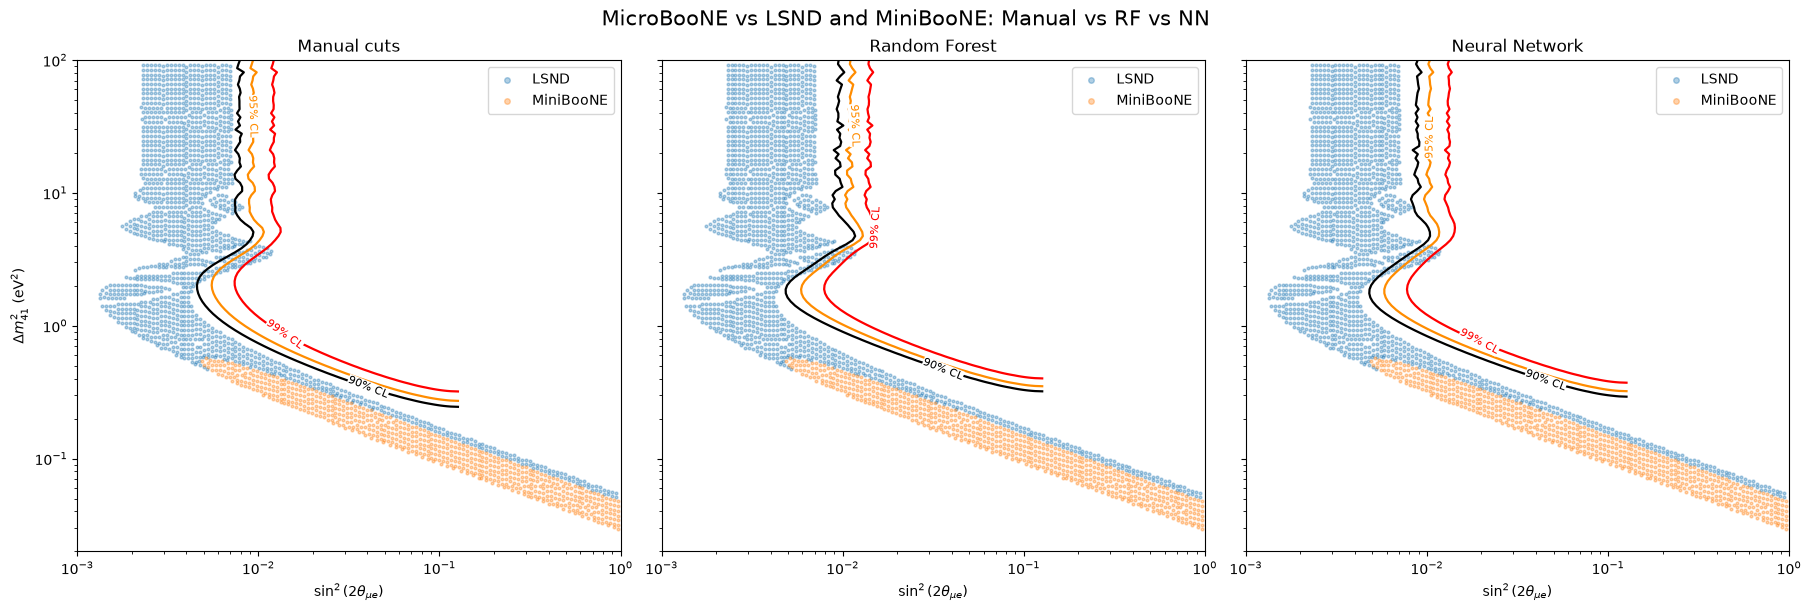 MicroBooNE vs LSND and MiniBooNE: Manual vs RF vs NN
Manual cuts
Random Forest
Neural Network
LSND
MiniBooNE
LSND
MiniBooNE
LSND
MiniBooNE
95% CL
99% CL
90% CL
95% CL
99% CL
90% CL
95% CL
99% CL
90% CL
Δm²₄₁ (eV²)
10²
10¹
10⁰
10⁻¹
10⁻³ 10⁻² 10⁻¹ 10⁰
10⁻³ 10⁻² 10⁻¹ 10⁰
10⁻³ 10⁻² 10⁻¹ 10⁰
sin² (2θ_μe)
sin² (2θ_μe)
sin² (2θ_μe)